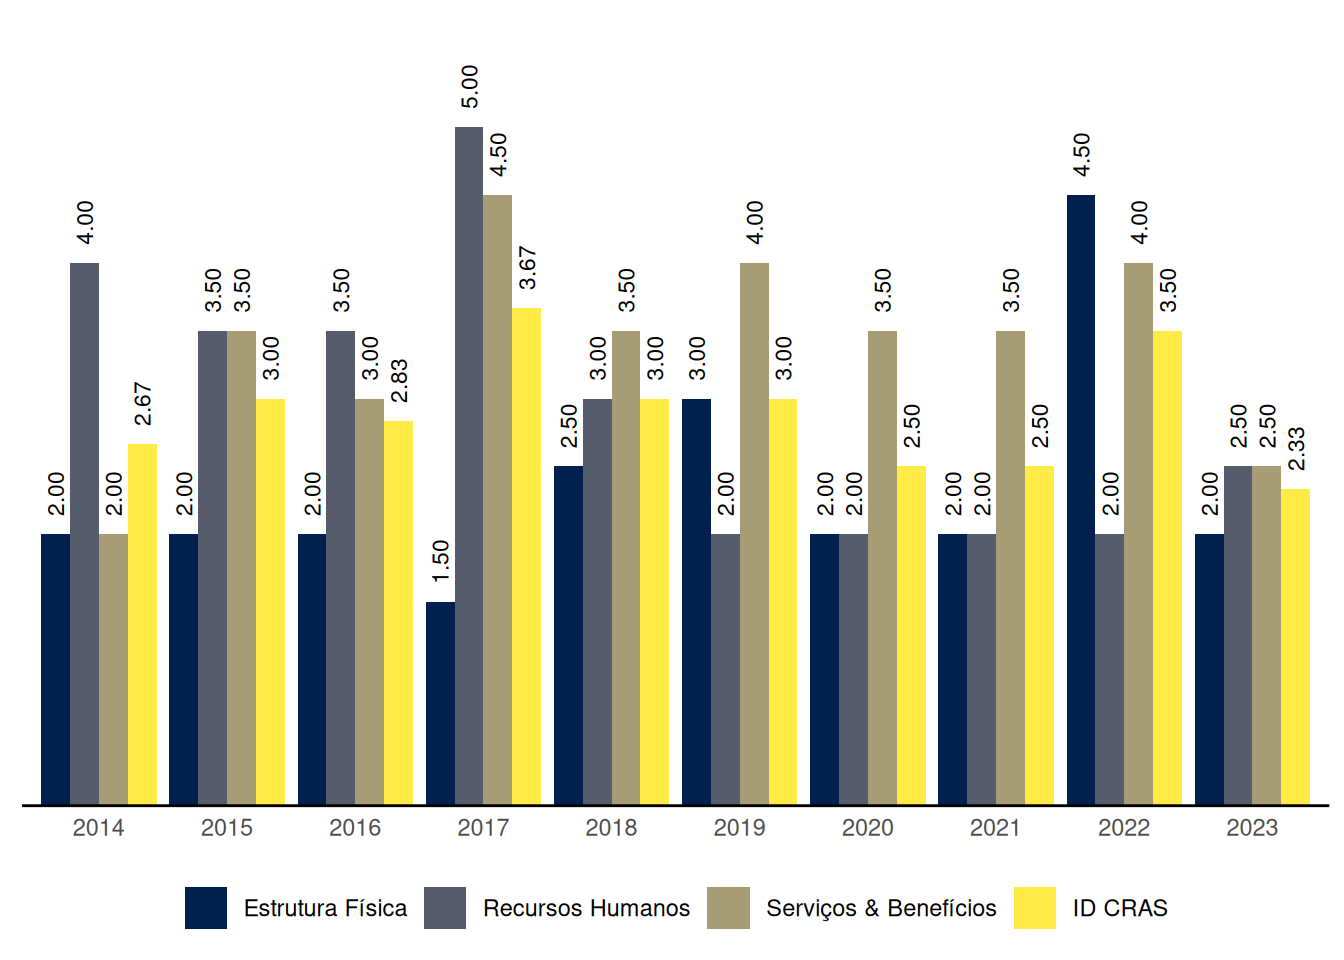 5.00
4.50 4.50
4.00 4.00 4.00
3.67
3.50 3.50 3.50 3.50 3.50 3.50 3.50
3.00 3.00 3.00 3.00 3.00 3.00
2.83
2.67
2.50 2.50 2.50 2.50 2.50
2.33
2.00 2.00 2.00 2.00 2.00 2.00 2.00 2.00 2.00 2.00 2.00
1.50
2014 2015 2016 2017 2018 2019 2020 2021 2022 2023
Estrutura Física Recursos Humanos Serviços & Benefícios ID CRAS